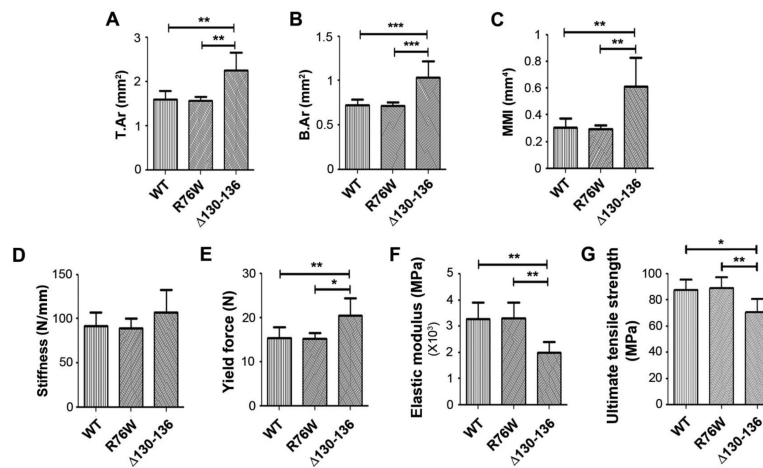 A
T.Ar (mm²)
3
2
1
0
**
**
WT
R76W
Δ130-136
B
B.Ar (mm²)
1.5
1
0.5
0
***
***
WT
R76W
Δ130-136
C
MMI (mm⁴)
1
0.8
0.6
0.4
0.2
0
**
**
WT
R76W
Δ130-136
D
Stiffness (N/mm)
150
100
50
0
WT
R76W
Δ130-136
E
Yield force (N)
30
20
10
0
**
*
WT
R76W
Δ130-136
F
Elastic modulus (MPa)
(X10³)
5
4
3
2
1
0
**
**
WT
R76W
Δ130-136
G
Ultimate tensile strength
(MPa)
100
80
60
40
20
0
*
**
WT
R76W
Δ130-136